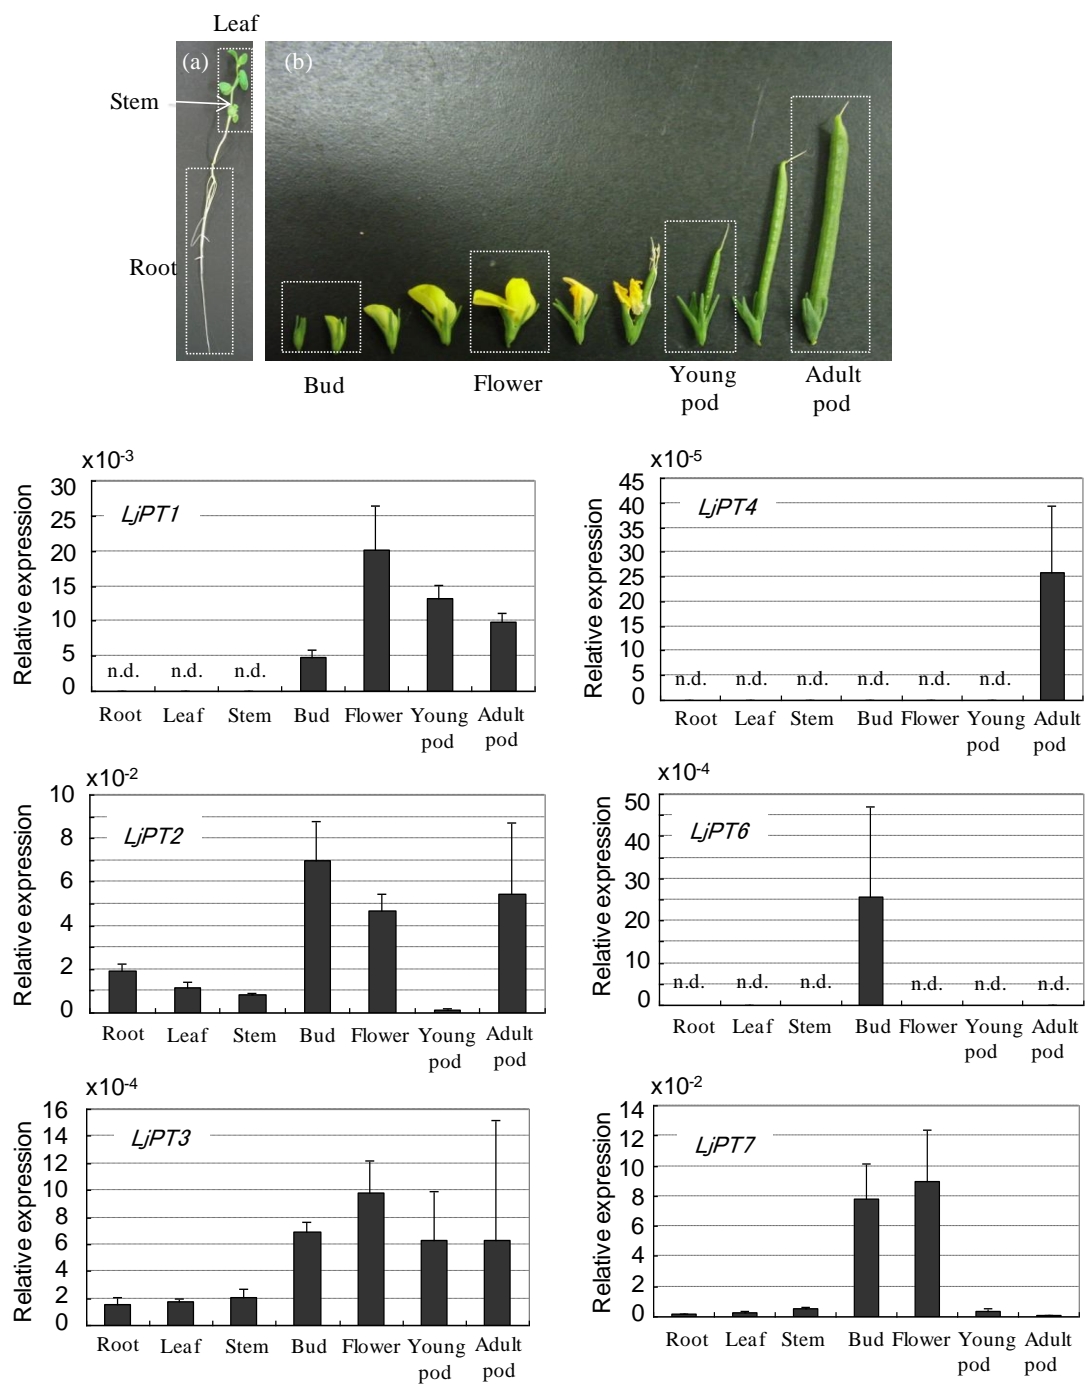 Leaf
(a)
(b)
Stem
Root
Bud
Flower
Young
pod
Adult
pod
x10-3
Relative expression
30
25
20
15
10
5
0
LjPT1
n.d. n.d. n.d.
Root Leaf Stem Bud Flower Young Adult
pod pod
x10-5
Relative expression
45
40
35
30
25
20
15
10
5
0
LjPT4
n.d. n.d. n.d. n.d. n.d. n.d.
Root Leaf Stem Bud Flower Young Adult
pod pod
x10-2
Relative expression
10
8
6
4
2
0
LjPT2
Root Leaf Stem Bud Flower Young Adult
pod pod
x10-4
Relative expression
50
40
30
20
10
0
LjPT6
n.d. n.d. n.d. n.d. n.d. n.d.
Root Leaf Stem Bud Flower Young Adult
pod pod
x10-4
Relative expression
16
14
12
10
8
6
4
2
0
LjPT3
Root Leaf Stem Bud Flower Young Adult
pod pod
x10-2
Relative expression
14
12
10
8
6
4
2
0
LjPT7
Root Leaf Stem Bud Flower Young Adult
pod pod